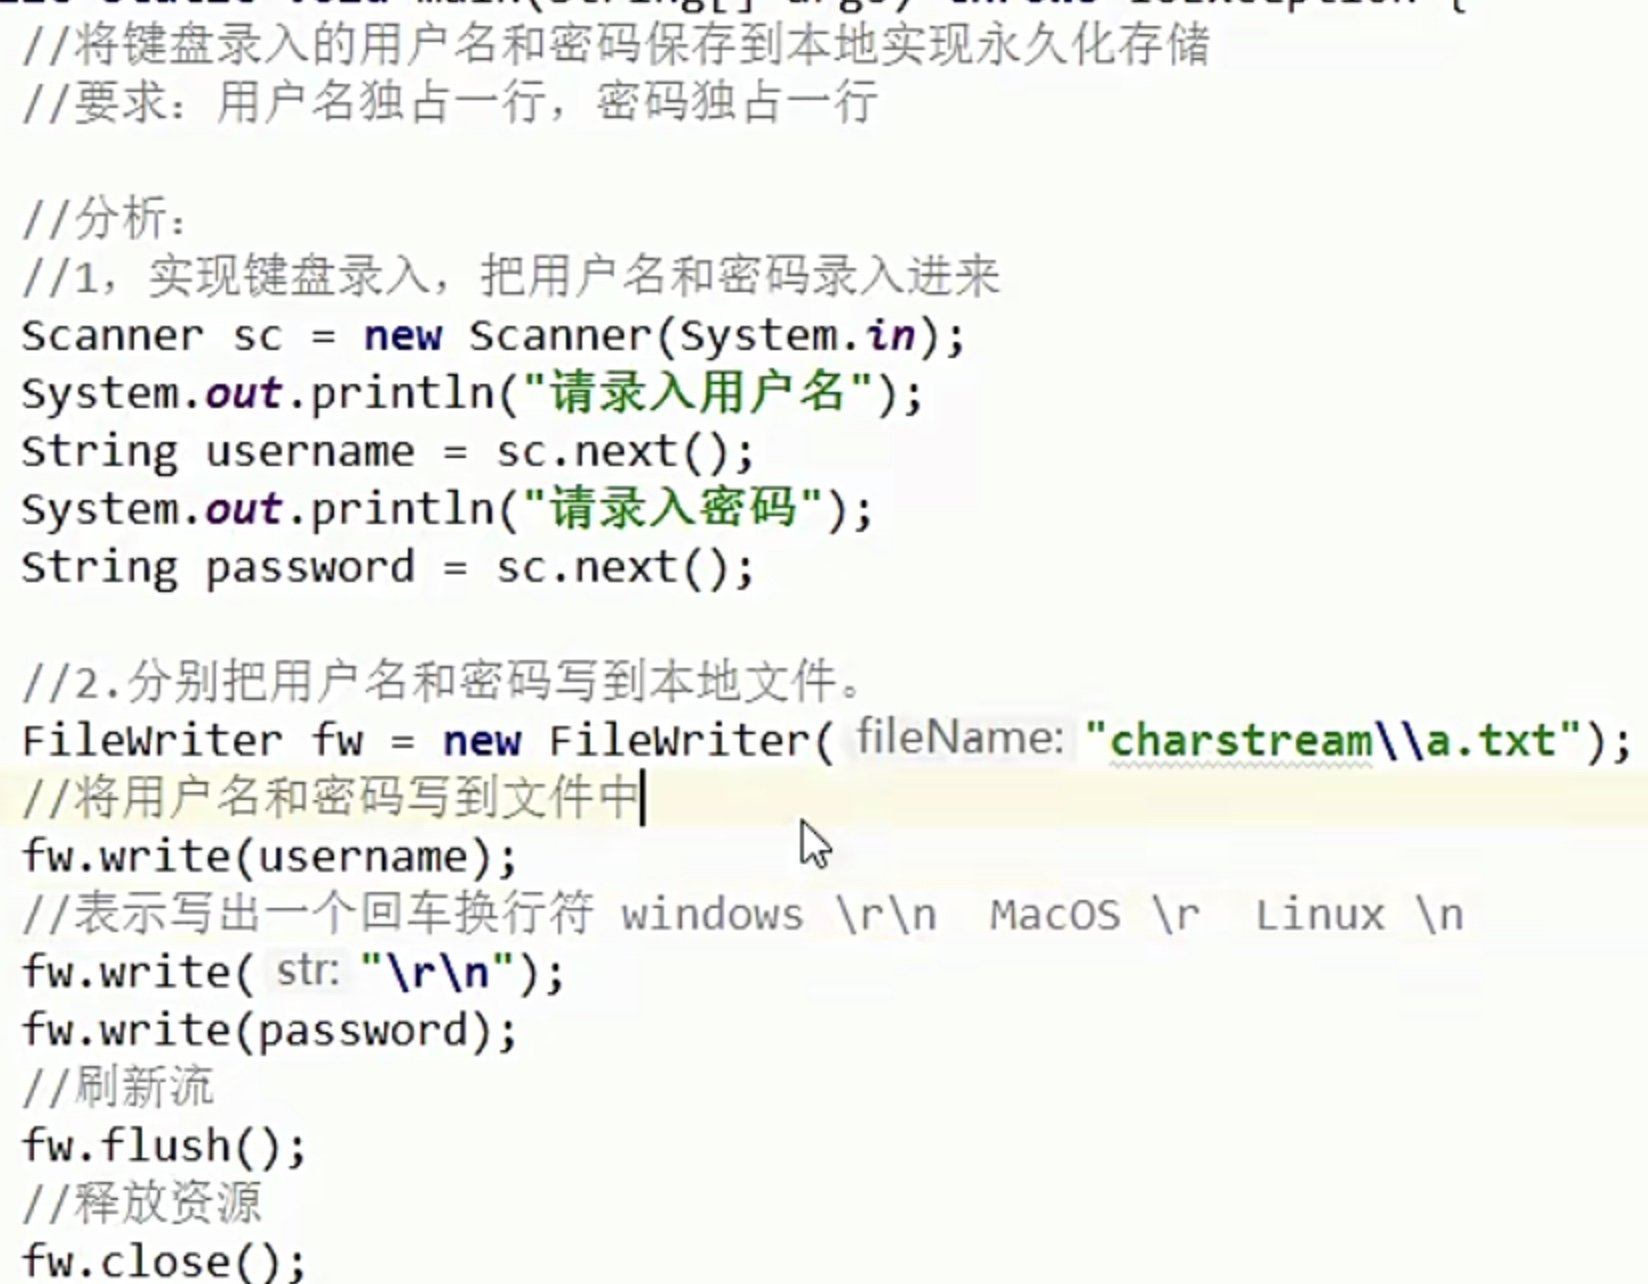 static void main(String[] args) throws IOException {
//将键盘录入的用户名和密码保存到本地实现永久化存储
//要求：用户名独占一行，密码独占一行
//分析：
//1，实现键盘录入，把用户名和密码录入进来
Scanner sc = new Scanner(System.in);
System.out.println("请录入用户名");
String username = sc.next();
System.out.println("请录入密码");
String password = sc.next();
//2.分别把用户名和密码写到本地文件。
FileWriter fw = new FileWriter( fileName: "charstream\\a.txt");
//将用户名和密码写到文件中
fw.write(username);
//表示写出一个回车换行符 windows \r\n  MacOS \r  Linux \n
fw.write( str: "\r\n");
fw.write(password);
//刷新流
fw.flush();
//释放资源
fw.close();